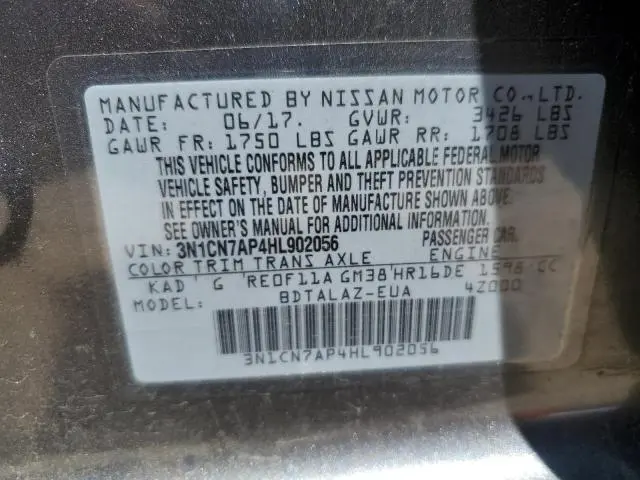 MANUFACTURED BY NISSAN MOTOR CO.,LTD.
DATE: 06/17. GVWR: 3426 LBS
GAWR FR: 1750 LBS GAWR RR: 1708 LBS
THIS VEHICLE CONFORMS TO ALL APPLICABLE FEDERAL MOTOR
VEHICLE SAFETY, BUMPER AND THEFT PREVENTION STANDARDS
IN EFFECT ON THE DATE OF MANUFACTURE SHOWN ABOVE.
SEE OWNER'S MANUAL FOR ADDITIONAL INFORMATION.
VIN: 3N1CN7AP4HL902056 PASSENGER CAR.
COLOR TRIM TRANS AXLE ENGINE
KAD G RE0F11A GM38 HR16DE 1598 CC
MODEL: BDTALAZ-EUA 4Z000
3N1CN7AP4HL902056